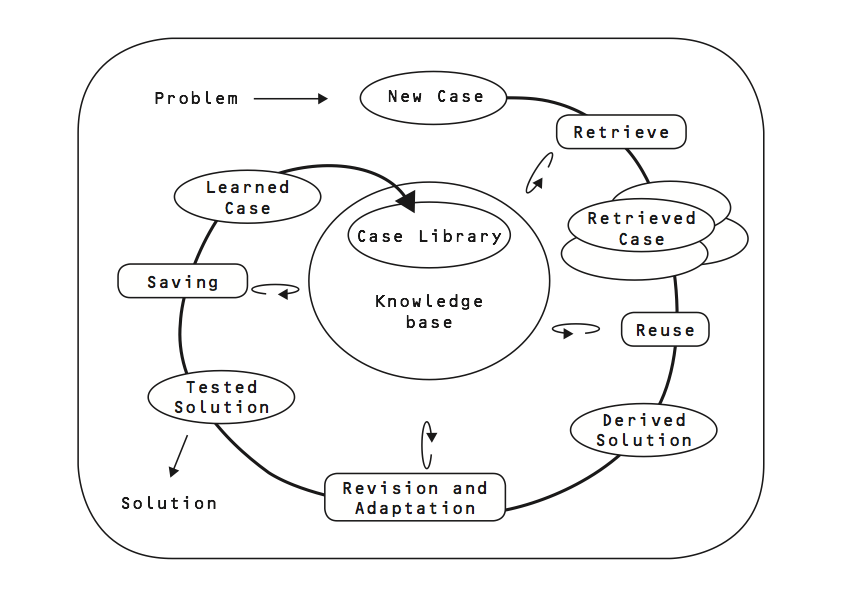 Problem
New Case
Retrieve
Learned
Case
Retrieved
Case
Case Library
Saving
Knowledge
base
Reuse
Tested
Solution
Derived
Solution
Revision and
Adaptation
Solution